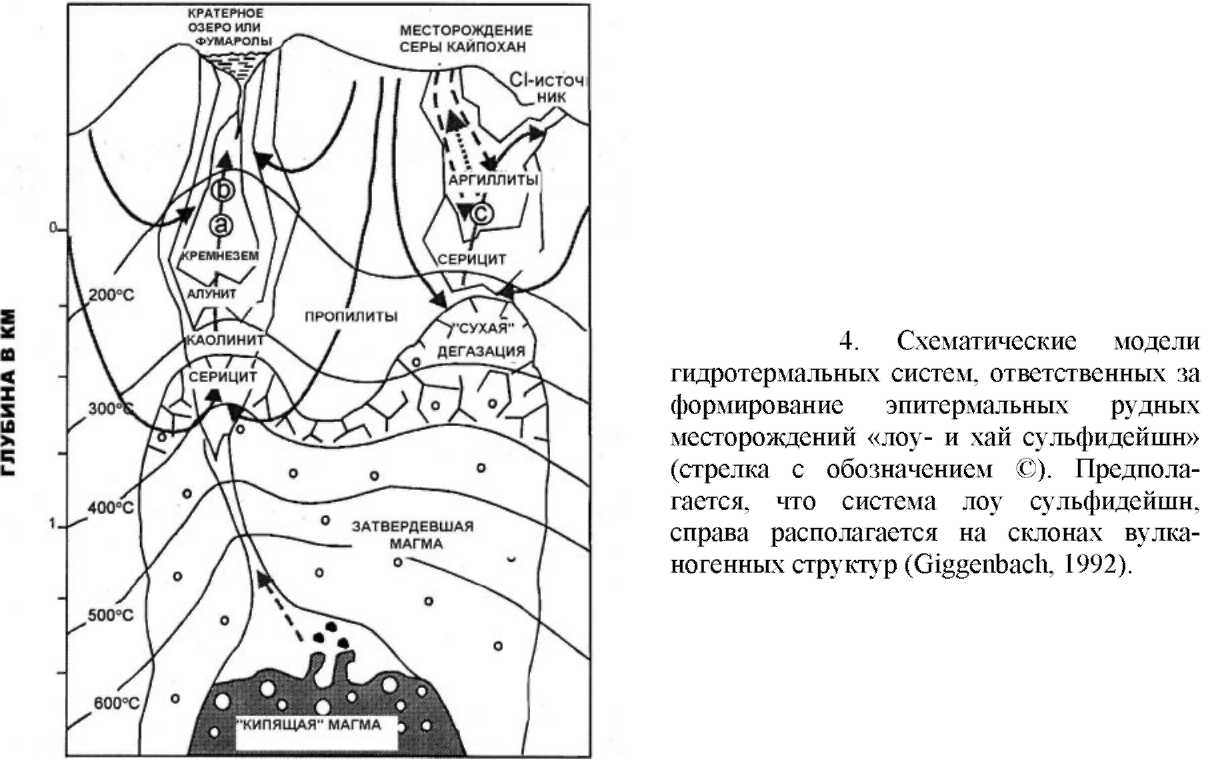 КРАТЕРНОЕ
ОЗЕРО ИЛИ
ФУМАРОЛЫ
МЕСТОРОЖДЕНИЕ
СЕРЫ КАЙПОХАН
Cl-ИСТОЧ
НИК
АРГИЛЛИТЫ
b
a
c
0
КРЕМНЕЗЕМ
СЕРИЦИТ
200°С
АЛУНИТ
ПРОПИЛИТЫ
"СУХАЯ"
ДЕГАЗАЦИЯ
КАОЛИНИТ
СЕРИЦИТ
300°С
ГЛУБИНА В КМ
400°С
1
ЗАТВЕРДЕВШАЯ
МАГМА
500°С
600°С
"КИПЯЩАЯ" МАГМА
4. Схематические модели
гидротермальных систем, ответственных за
формирование эпитермальных рудных
месторождений «лоу- и хай сульфидейшн»
(стрелка с обозначением ©). Предпола-
гается, что система лоу сульфидейшн,
справа располагается на склонах вулка-
ногенных структур (Giggenbach, 1992).